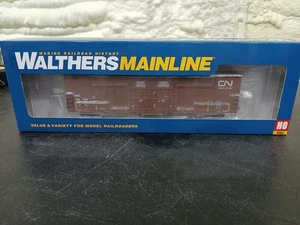 MAKING RAILROAD HISTORY
WALTHERS MAINLINE
CN
VALUE & VARIETY FOR MODEL RAILROADERS
HO